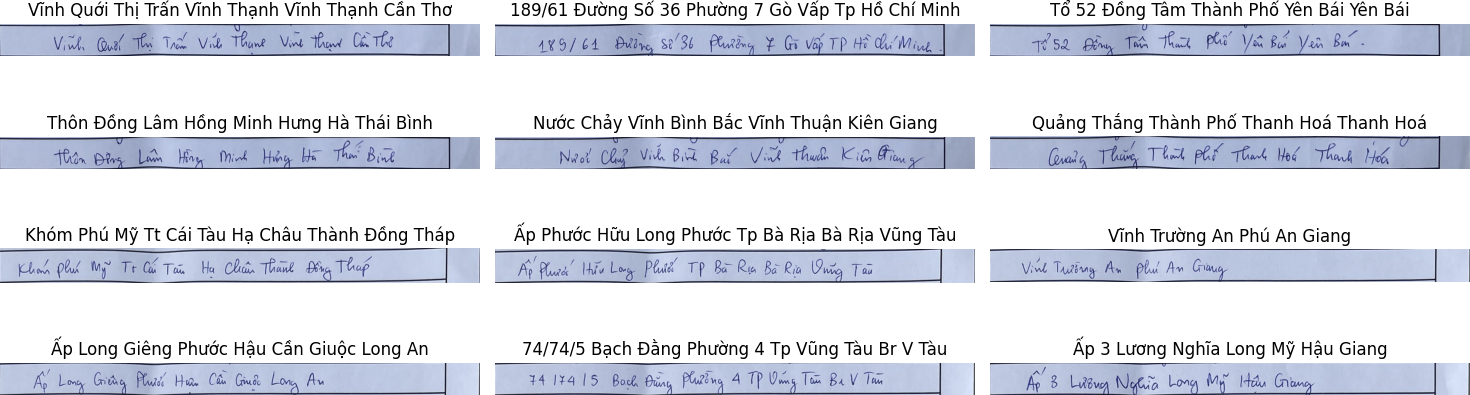 Vĩnh Quới Thị Trấn Vĩnh Thạnh Vĩnh Thạnh Cần Thơ
189/61 Đường Số 36 Phường 7 Gò Vấp Tp Hồ Chí Minh
Tổ 52 Đồng Tâm Thành Phố Yên Bái Yên Bái
Vĩnh Quới Thị Trấn Vĩnh Thạnh Vĩnh Thạnh Cần Thơ
189/61 Đường Số 36 Phường 7 Gò Vấp TP Hồ Chí Minh.
Tổ 52 Đồng Tâm Thành Phố Yên Bái Yên Bái.
Thôn Đồng Lâm Hồng Minh Hưng Hà Thái Bình
Nước Chảy Vĩnh Bình Bắc Vĩnh Thuận Kiên Giang
Quảng Thắng Thành Phố Thanh Hoá Thanh Hoá
Thôn Đồng Lâm Hồng Minh Hưng Hà Thái Bình
Nước Chảy Vĩnh Bình Bắc Vĩnh Thuận Kiên Giang
Quảng Thắng Thành Phố Thanh Hoá Thanh Hoá
Khóm Phú Mỹ Tt Cái Tàu Hạ Châu Thành Đồng Tháp
Ấp Phước Hữu Long Phước Tp Bà Rịa Bà Rịa Vũng Tàu
Vĩnh Trường An Phú An Giang
Khóm Phú Mỹ Tt Cái Tàu Hạ Châu Thành Đồng Tháp
Ấp Phước Hữu Long Phước TP Bà Rịa Bà Rịa Vũng Tàu
Vĩnh Trường An Phú An Giang
Ấp Long Giêng Phước Hậu Cần Giuộc Long An
74/74/5 Bạch Đằng Phường 4 Tp Vũng Tàu Br V Tàu
Ấp 3 Lương Nghĩa Long Mỹ Hậu Giang
Ấp Long Giêng Phước Hậu Cần Giuộc Long An
74/74/5 Bạch Đằng Phường 4 TP Vũng Tàu Br V Tàu
Ấp 3 Lương Nghĩa Long Mỹ Hậu Giang